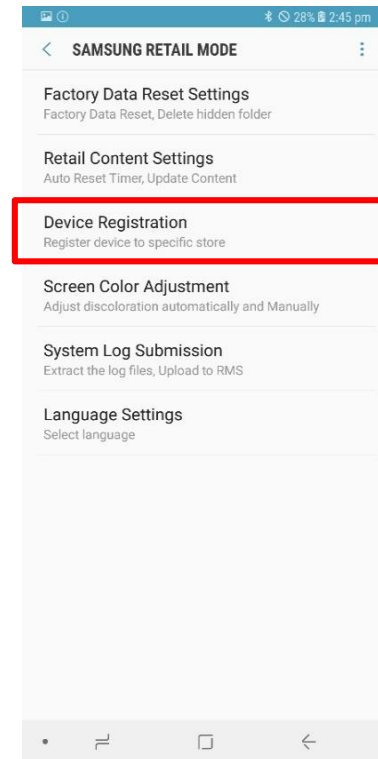 28% 2:45 pm
SAMSUNG RETAIL MODE
Factory Data Reset Settings
Factory Data Reset, Delete hidden folder
Retail Content Settings
Auto Reset Timer, Update Content
Device Registration
Register device to specific store
Screen Color Adjustment
Adjust discoloration automatically and Manually
System Log Submission
Extract the log files, Upload to RMS
Language Settings
Select language